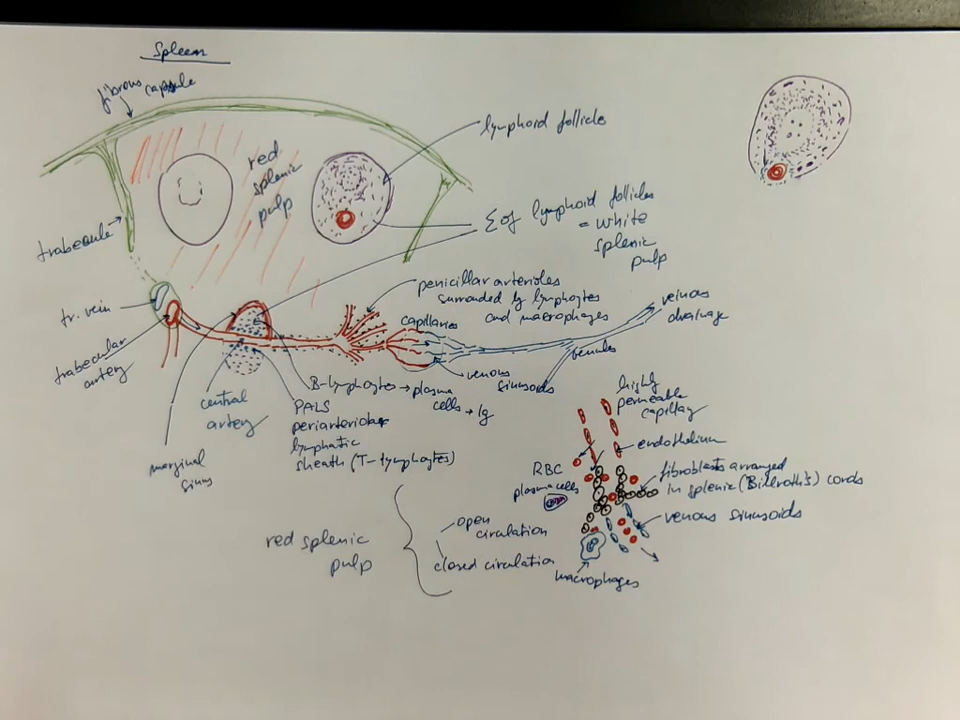 Spleen
fibrous
capsule
lymphoid follicles
red
splenic
pulp
Σ of lymphoid follicles
= white
splenic
pulp
trabecule
penicillar arterioles
surrounded by lymphocytes
and macrophages
venous
drainage
tr. vein
capillaries
venules
trabecular
artery
venous
sinusoids
B-lymphocytes → plasma
cells → Ig
central
artery
PALS
periarteriolar
lymphatic
sheath (T-lymphocytes)
marginal
sinus
highly
permeable
capillary
endothelium
RBC
plasma cells
fibroblasts arranged
in splenic (Billroth's) cords
venous sinusoids
red splenic
pulp
open
circulation
closed circulation
macrophages